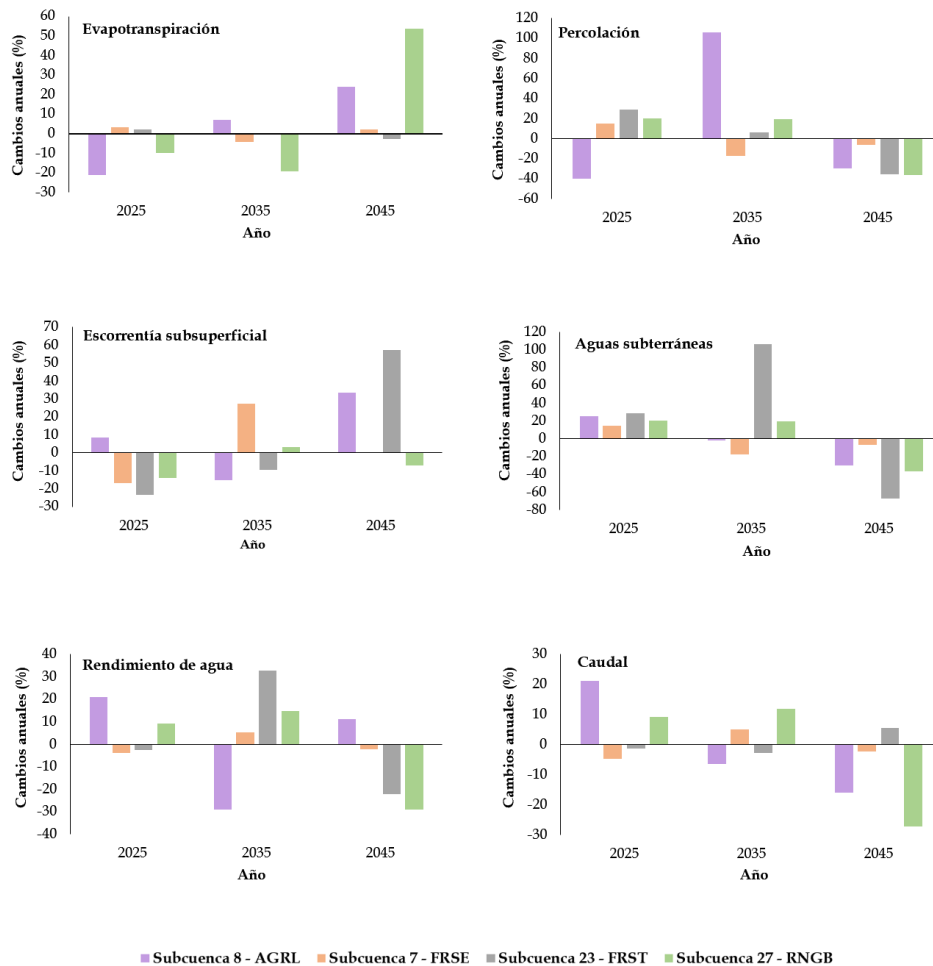 Evapotranspiración
Cambios anuales (%)
60
50
40
30
20
10
0
-10
-20
-30
2025 2035 2045
Año
Percolación
Cambios anuales (%)
120
100
80
60
40
20
0
-20
-40
-60
2025 2035 2045
Año
Escorrentía subsuperficial
Cambios anuales (%)
70
60
50
40
30
20
10
0
-10
-20
-30
2025 2035 2045
Año
Aguas subterráneas
Cambios anuales (%)
120
100
80
60
40
20
0
-20
-40
-60
-80
2025 2035 2045
Año
Rendimiento de agua
Cambios anuales (%)
40
30
20
10
0
-10
-20
-30
-40
2025 2035 2045
Año
Caudal
Cambios anuales (%)
30
20
10
0
-10
-20
-30
2025 2035 2045
Año
Subcuenca 8 - AGRL Subcuenca 7 - FRSE Subcuenca 23 - FRST Subcuenca 27 - RNGB